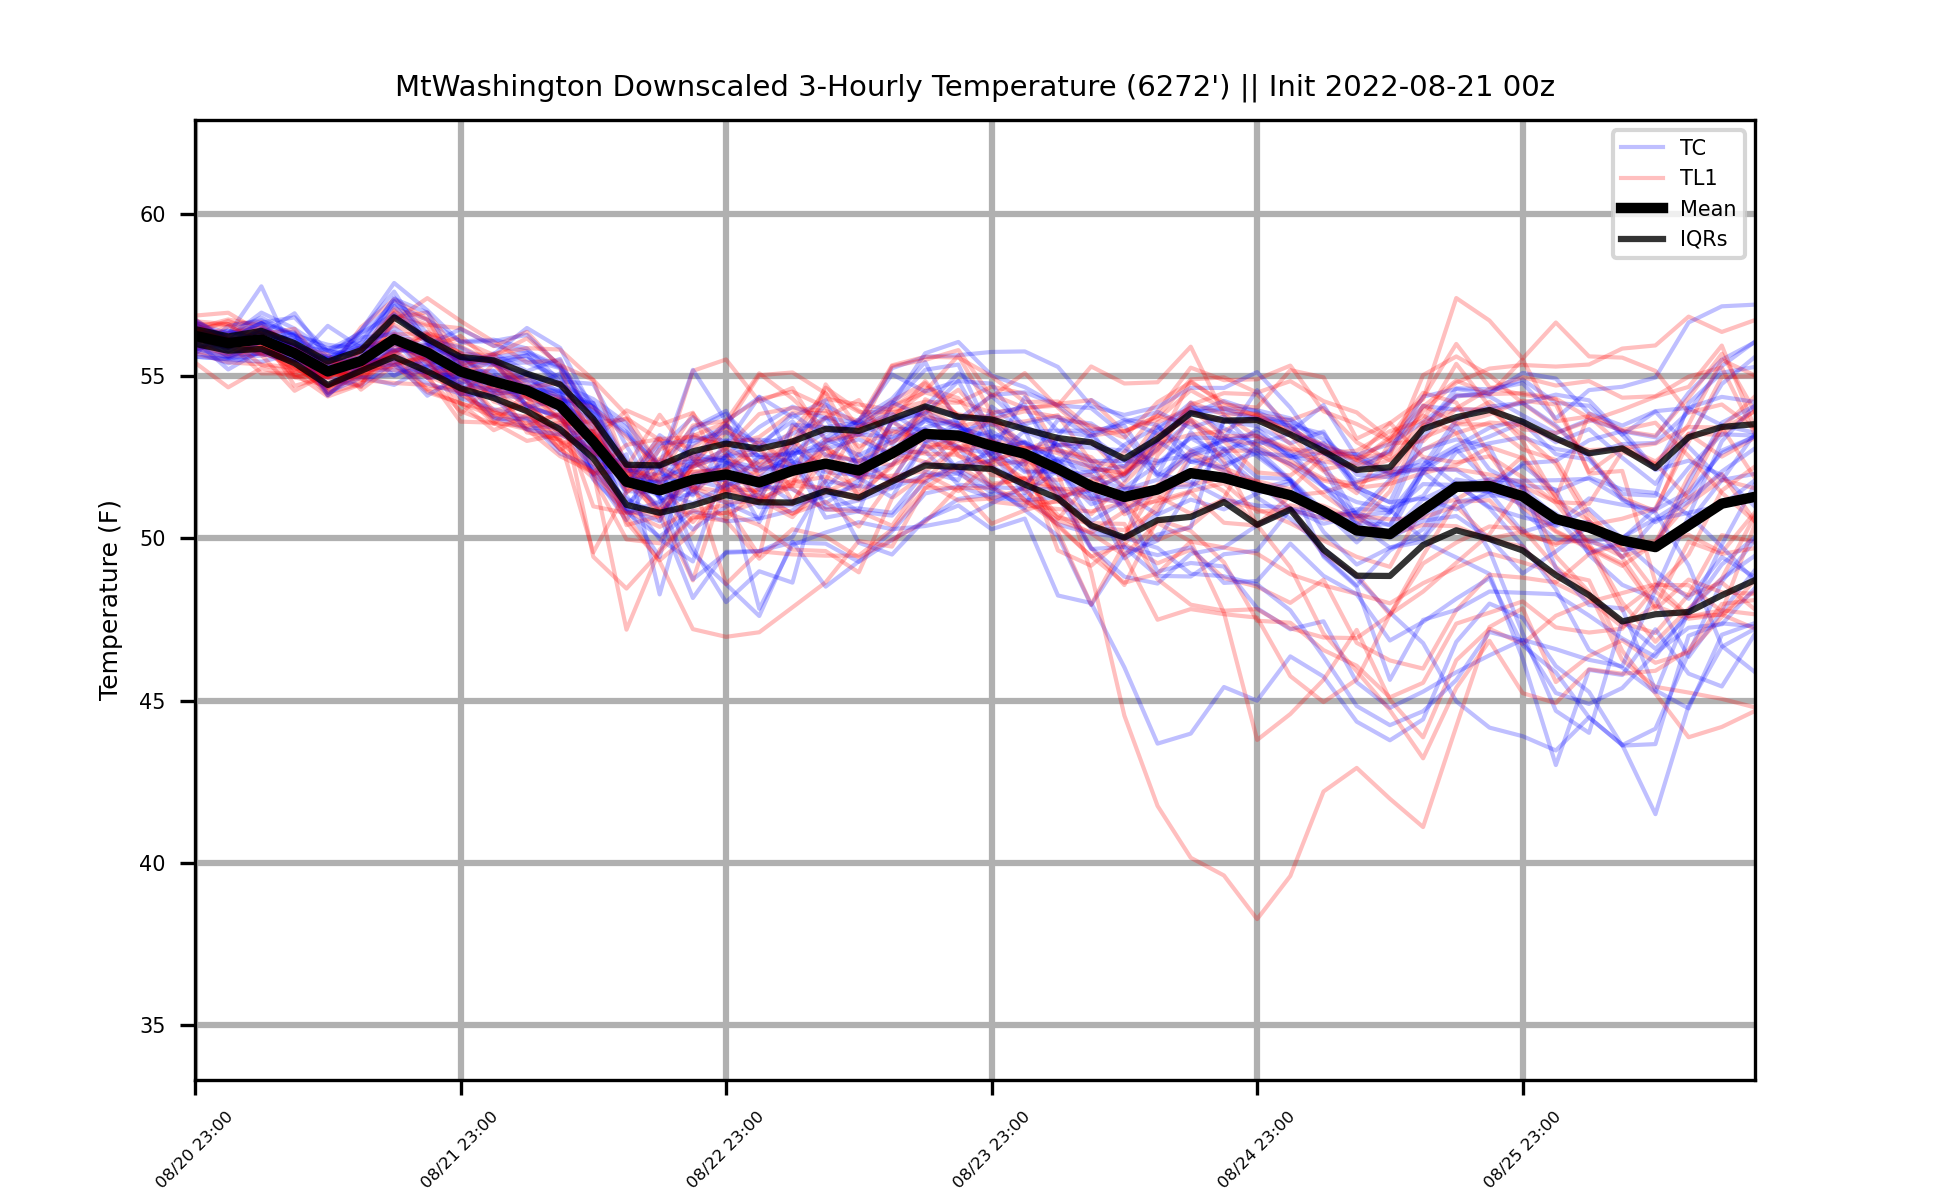 MtWashington Downscaled 3-Hourly Temperature (6272') || Init 2022-08-21 00z
TC
TL1
Mean
IQRs
Temperature (F)
60
55
50
45
40
35
08/20 23:00
08/21 23:00
08/22 23:00
08/23 23:00
08/24 23:00
08/25 23:00